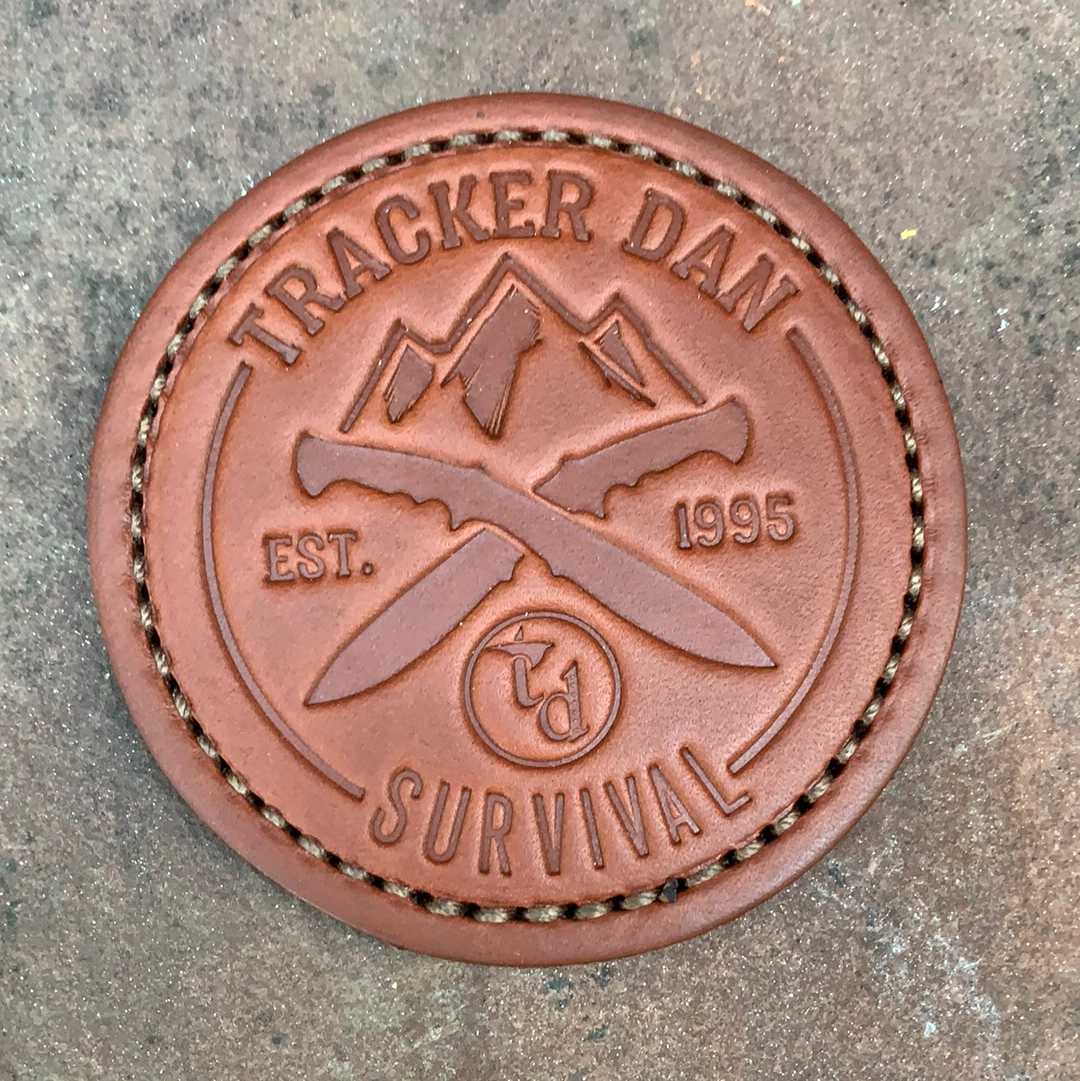 TRACKER DAN
EST. 1995
td
SURVIVAL